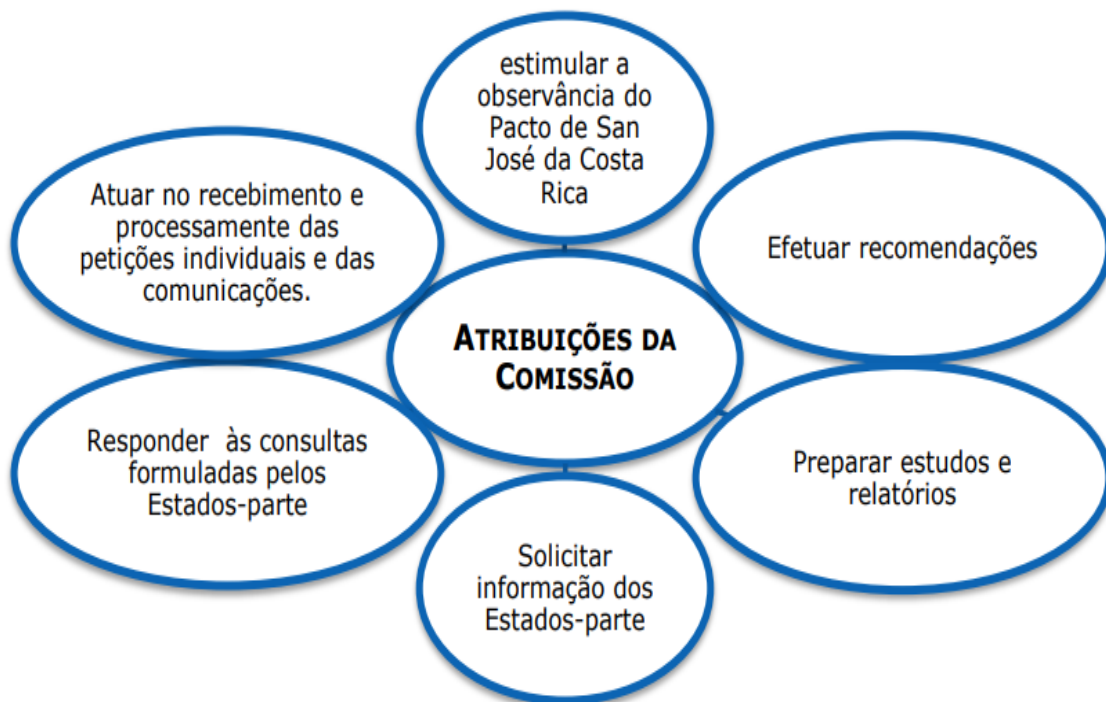 estimular a
observância do
Pacto de San
José da Costa
Rica
Atuar no recebimento e
processamente das
petições individuais e das
comunicações.
Efetuar recomendações
ATRIBUIÇÕES DA
COMISSÃO
Responder às consultas
formuladas pelos
Estados-parte
Preparar estudos e
relatórios
Solicitar
informação dos
Estados-parte